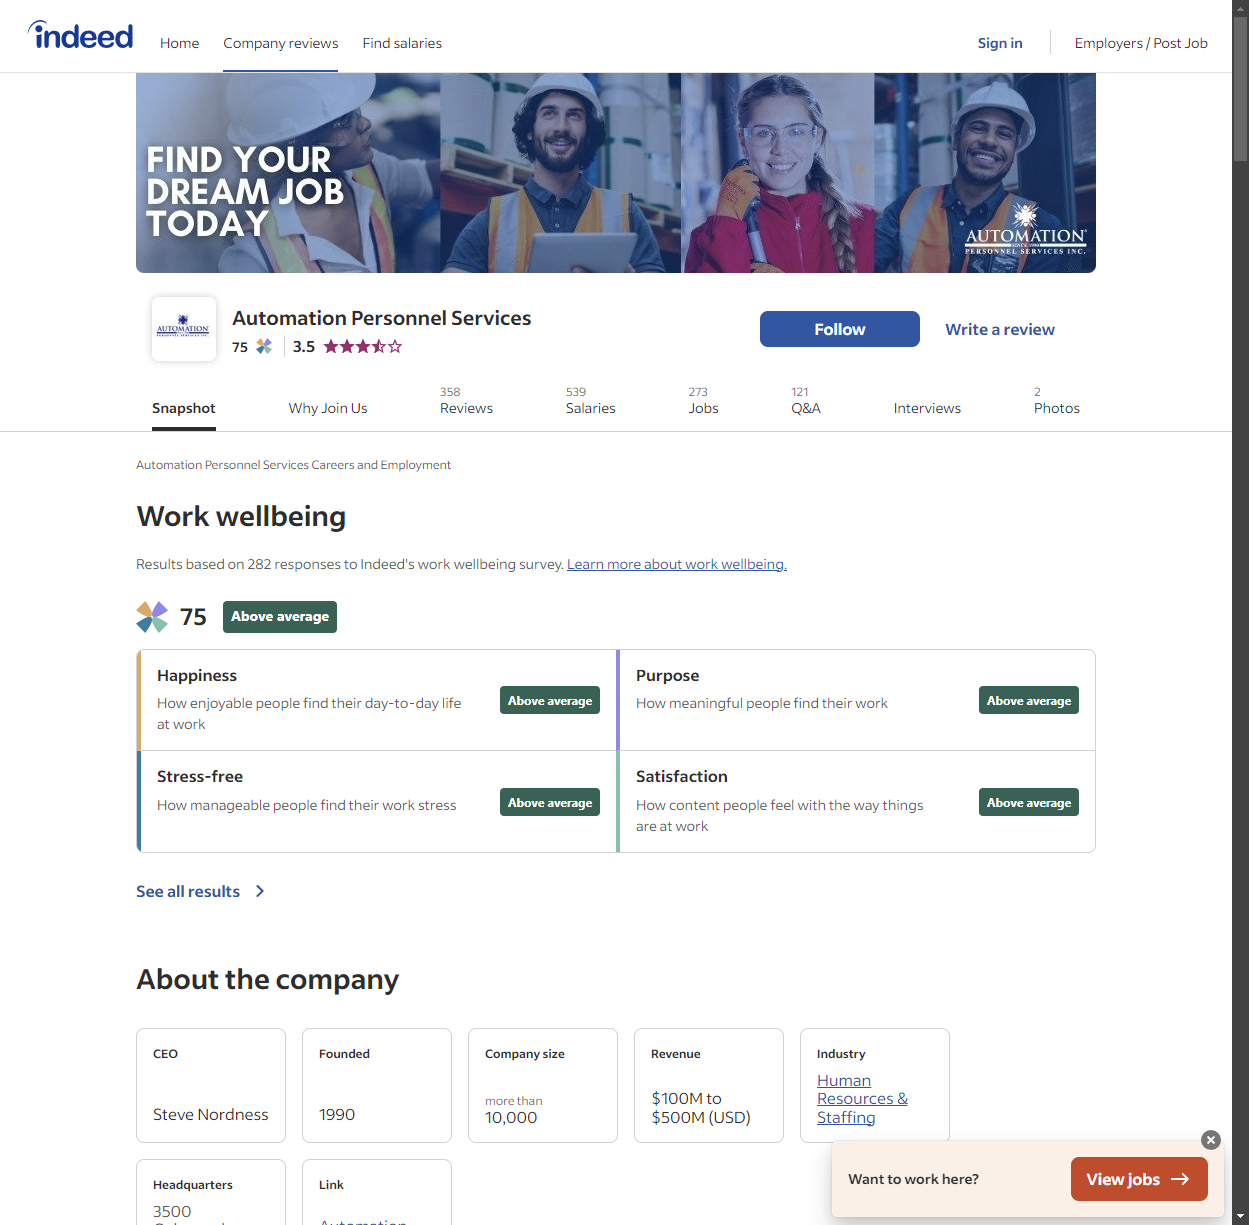 indeed
Home
Company reviews
Find salaries
Sign in
Employers / Post Job
FIND YOUR
DREAM JOB
TODAY
AUTOMATION
SINCE 1990
PERSONNEL SERVICES INC.
AUTOMATION
PERSONNEL SERVICES INC.
Automation Personnel Services
75
3.5
Follow
Write a review
Snapshot
Why Join Us
358
Reviews
539
Salaries
273
Jobs
121
Q&A
Interviews
2
Photos
Automation Personnel Services Careers and Employment
Work wellbeing
Results based on 282 responses to Indeed's work wellbeing survey. Learn more about work wellbeing.
75
Above average
Happiness
How enjoyable people find their day-to-day life
at work
Above average
Purpose
How meaningful people find their work
Above average
Stress-free
How manageable people find their work stress
Above average
Satisfaction
How content people feel with the way things
are at work
Above average
See all results
About the company
CEO
Steve Nordness
Founded
1990
Company size
more than
10,000
Revenue
$100M to
$500M (USD)
Industry
Human
Resources &
Staffing
Headquarters
3500
Link
Automation
Want to work here?
View jobs